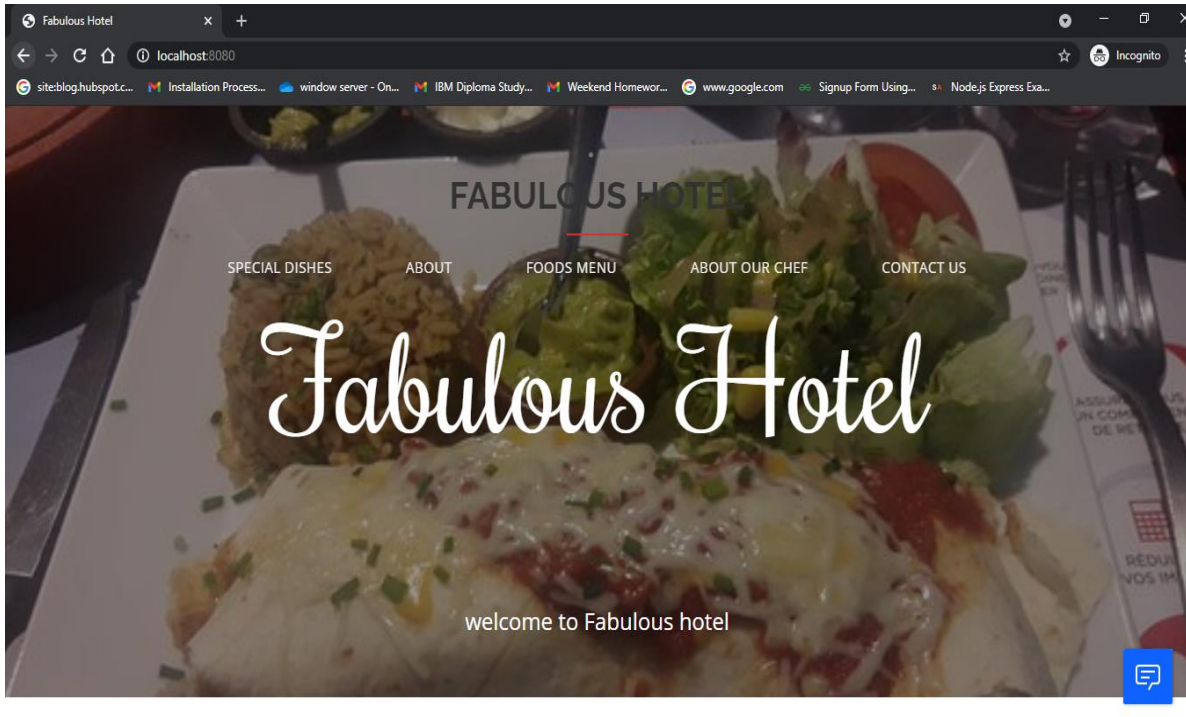 Fabulous Hotel
localhost:8080
Incognito
site:blog.hubspot.c... Installation Process... window server - On... IBM Diploma Study... Weekend Homewor... www.google.com Signup Form Using... Node.js Express Exa...
FABULOUS HOTEL
SPECIAL DISHES ABOUT FOODS MENU ABOUT OUR CHEF CONTACT US
Fabulous Hotel
welcome to Fabulous hotel